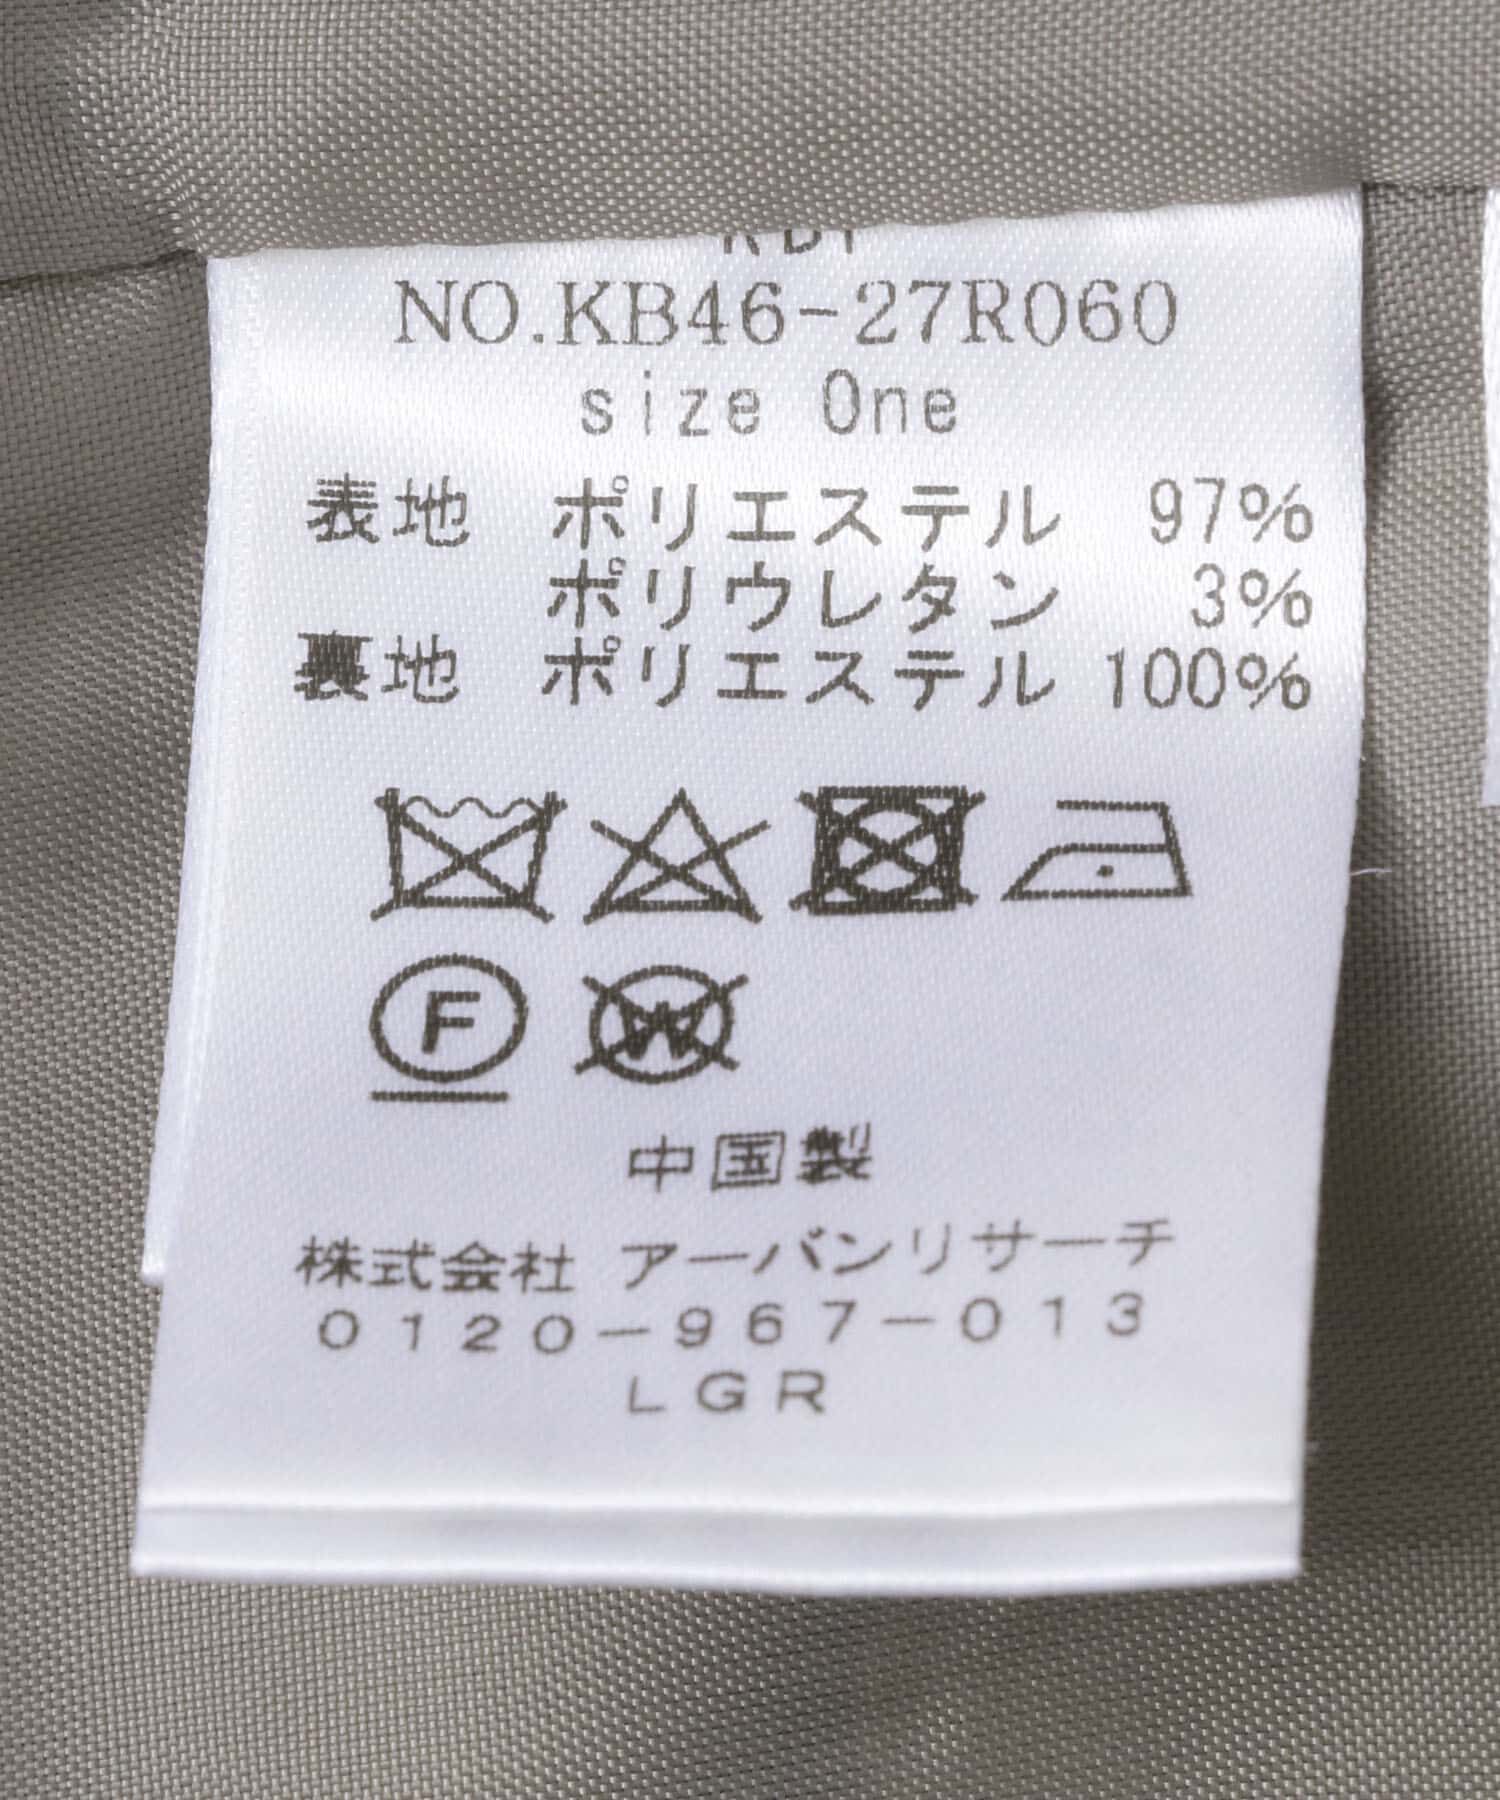 NO.KB46-27R060
size One
表地 ポリエステル 97%
ポリウレタン 3%
裏地 ポリエステル 100%
F
W
中国製
株式会社 アーバンリサーチ
0120-967-013
LGR